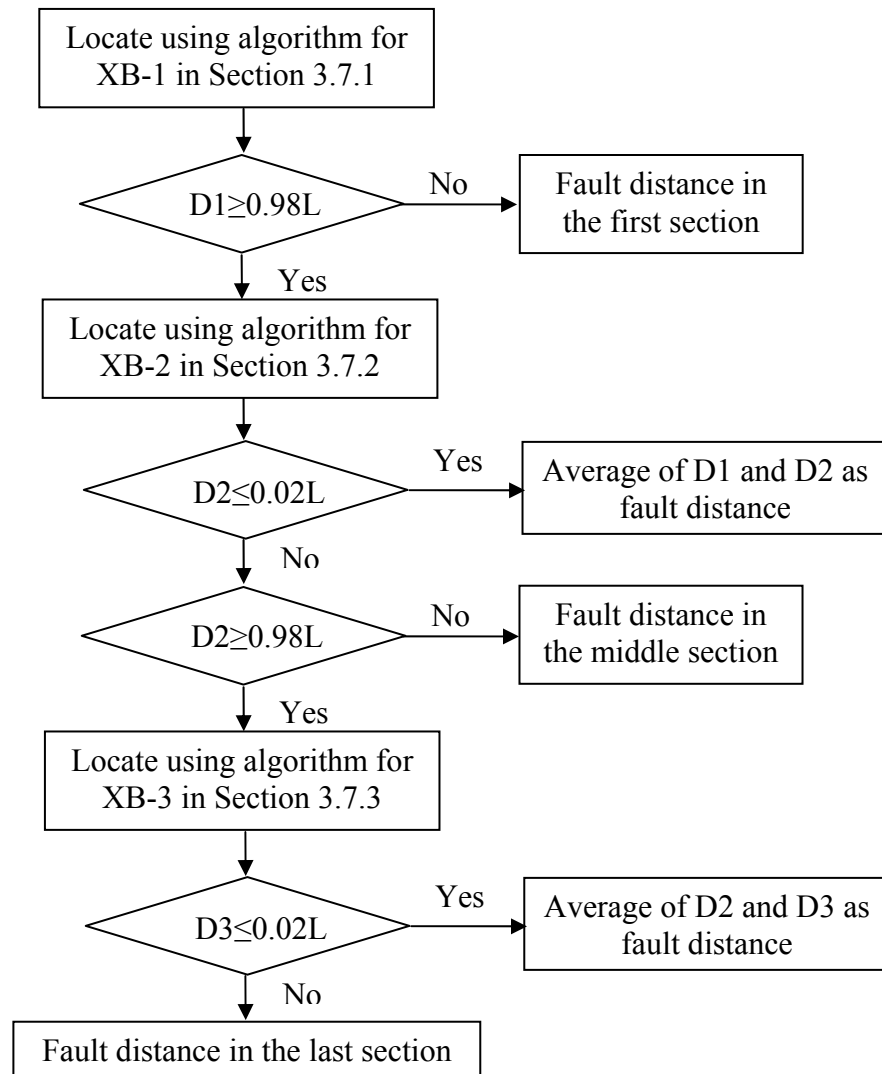 Locate using algorithm for
XB-1 in Section 3.7.1
D1≥0.98L
No
Fault distance in
the first section
Yes
Locate using algorithm for
XB-2 in Section 3.7.2
D2≤0.02L
Yes
Average of D1 and D2 as
fault distance
No
D2≥0.98L
No
Fault distance in
the middle section
Yes
Locate using algorithm for
XB-3 in Section 3.7.3
D3≤0.02L
Yes
Average of D2 and D3 as
fault distance
No
Fault distance in the last section